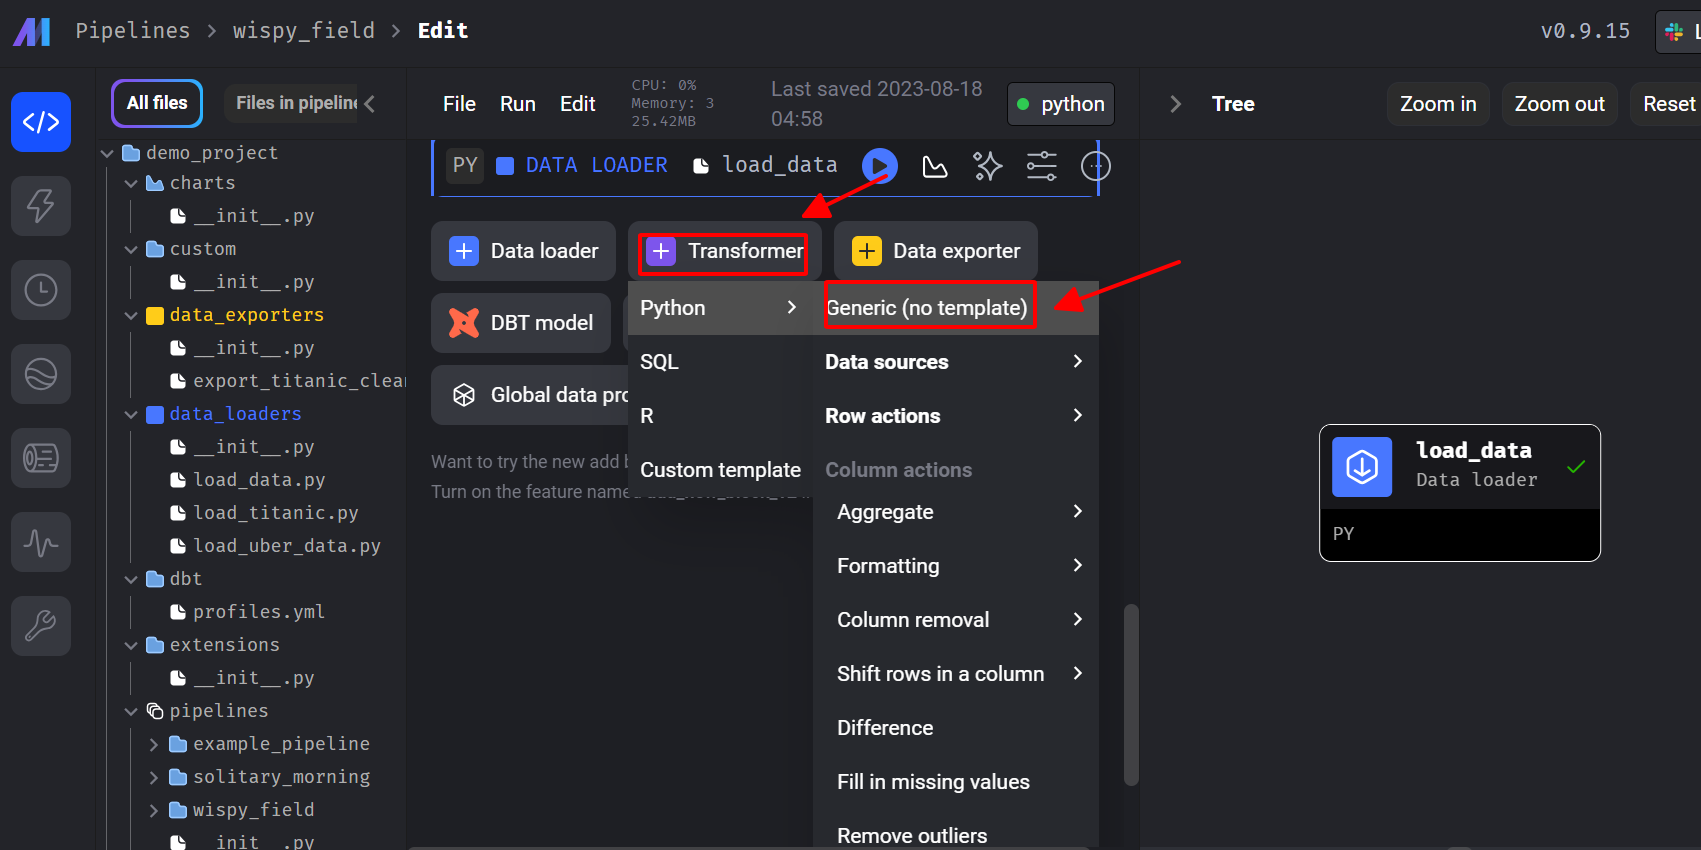 Pipelines > wispy_field > Edit
v0.9.15
All files
Files in pipeline
File Run Edit
CPU: 0%
Memory: 3
25.42MB
Last saved 2023-08-18
04:58
python
Tree
Zoom in
Zoom out
Reset
demo_project
charts
__init__.py
custom
__init__.py
data_exporters
__init__.py
export_titanic_clean
data_loaders
__init__.py
load_data.py
load_titanic.py
load_uber_data.py
dbt
profiles.yml
extensions
__init__.py
pipelines
example_pipeline
solitary_morning
wispy_field
__init__.py
PY DATA LOADER load_data
Data loader
Transformer
Data exporter
DBT model
Global data pro
Want to try the new add b
Turn on the feature named
Python
SQL
R
Custom template
Generic (no template)
Data sources
Row actions
Column actions
Aggregate
Formatting
Column removal
Shift rows in a column
Difference
Fill in missing values
Remove outliers
load_data
Data loader
PY